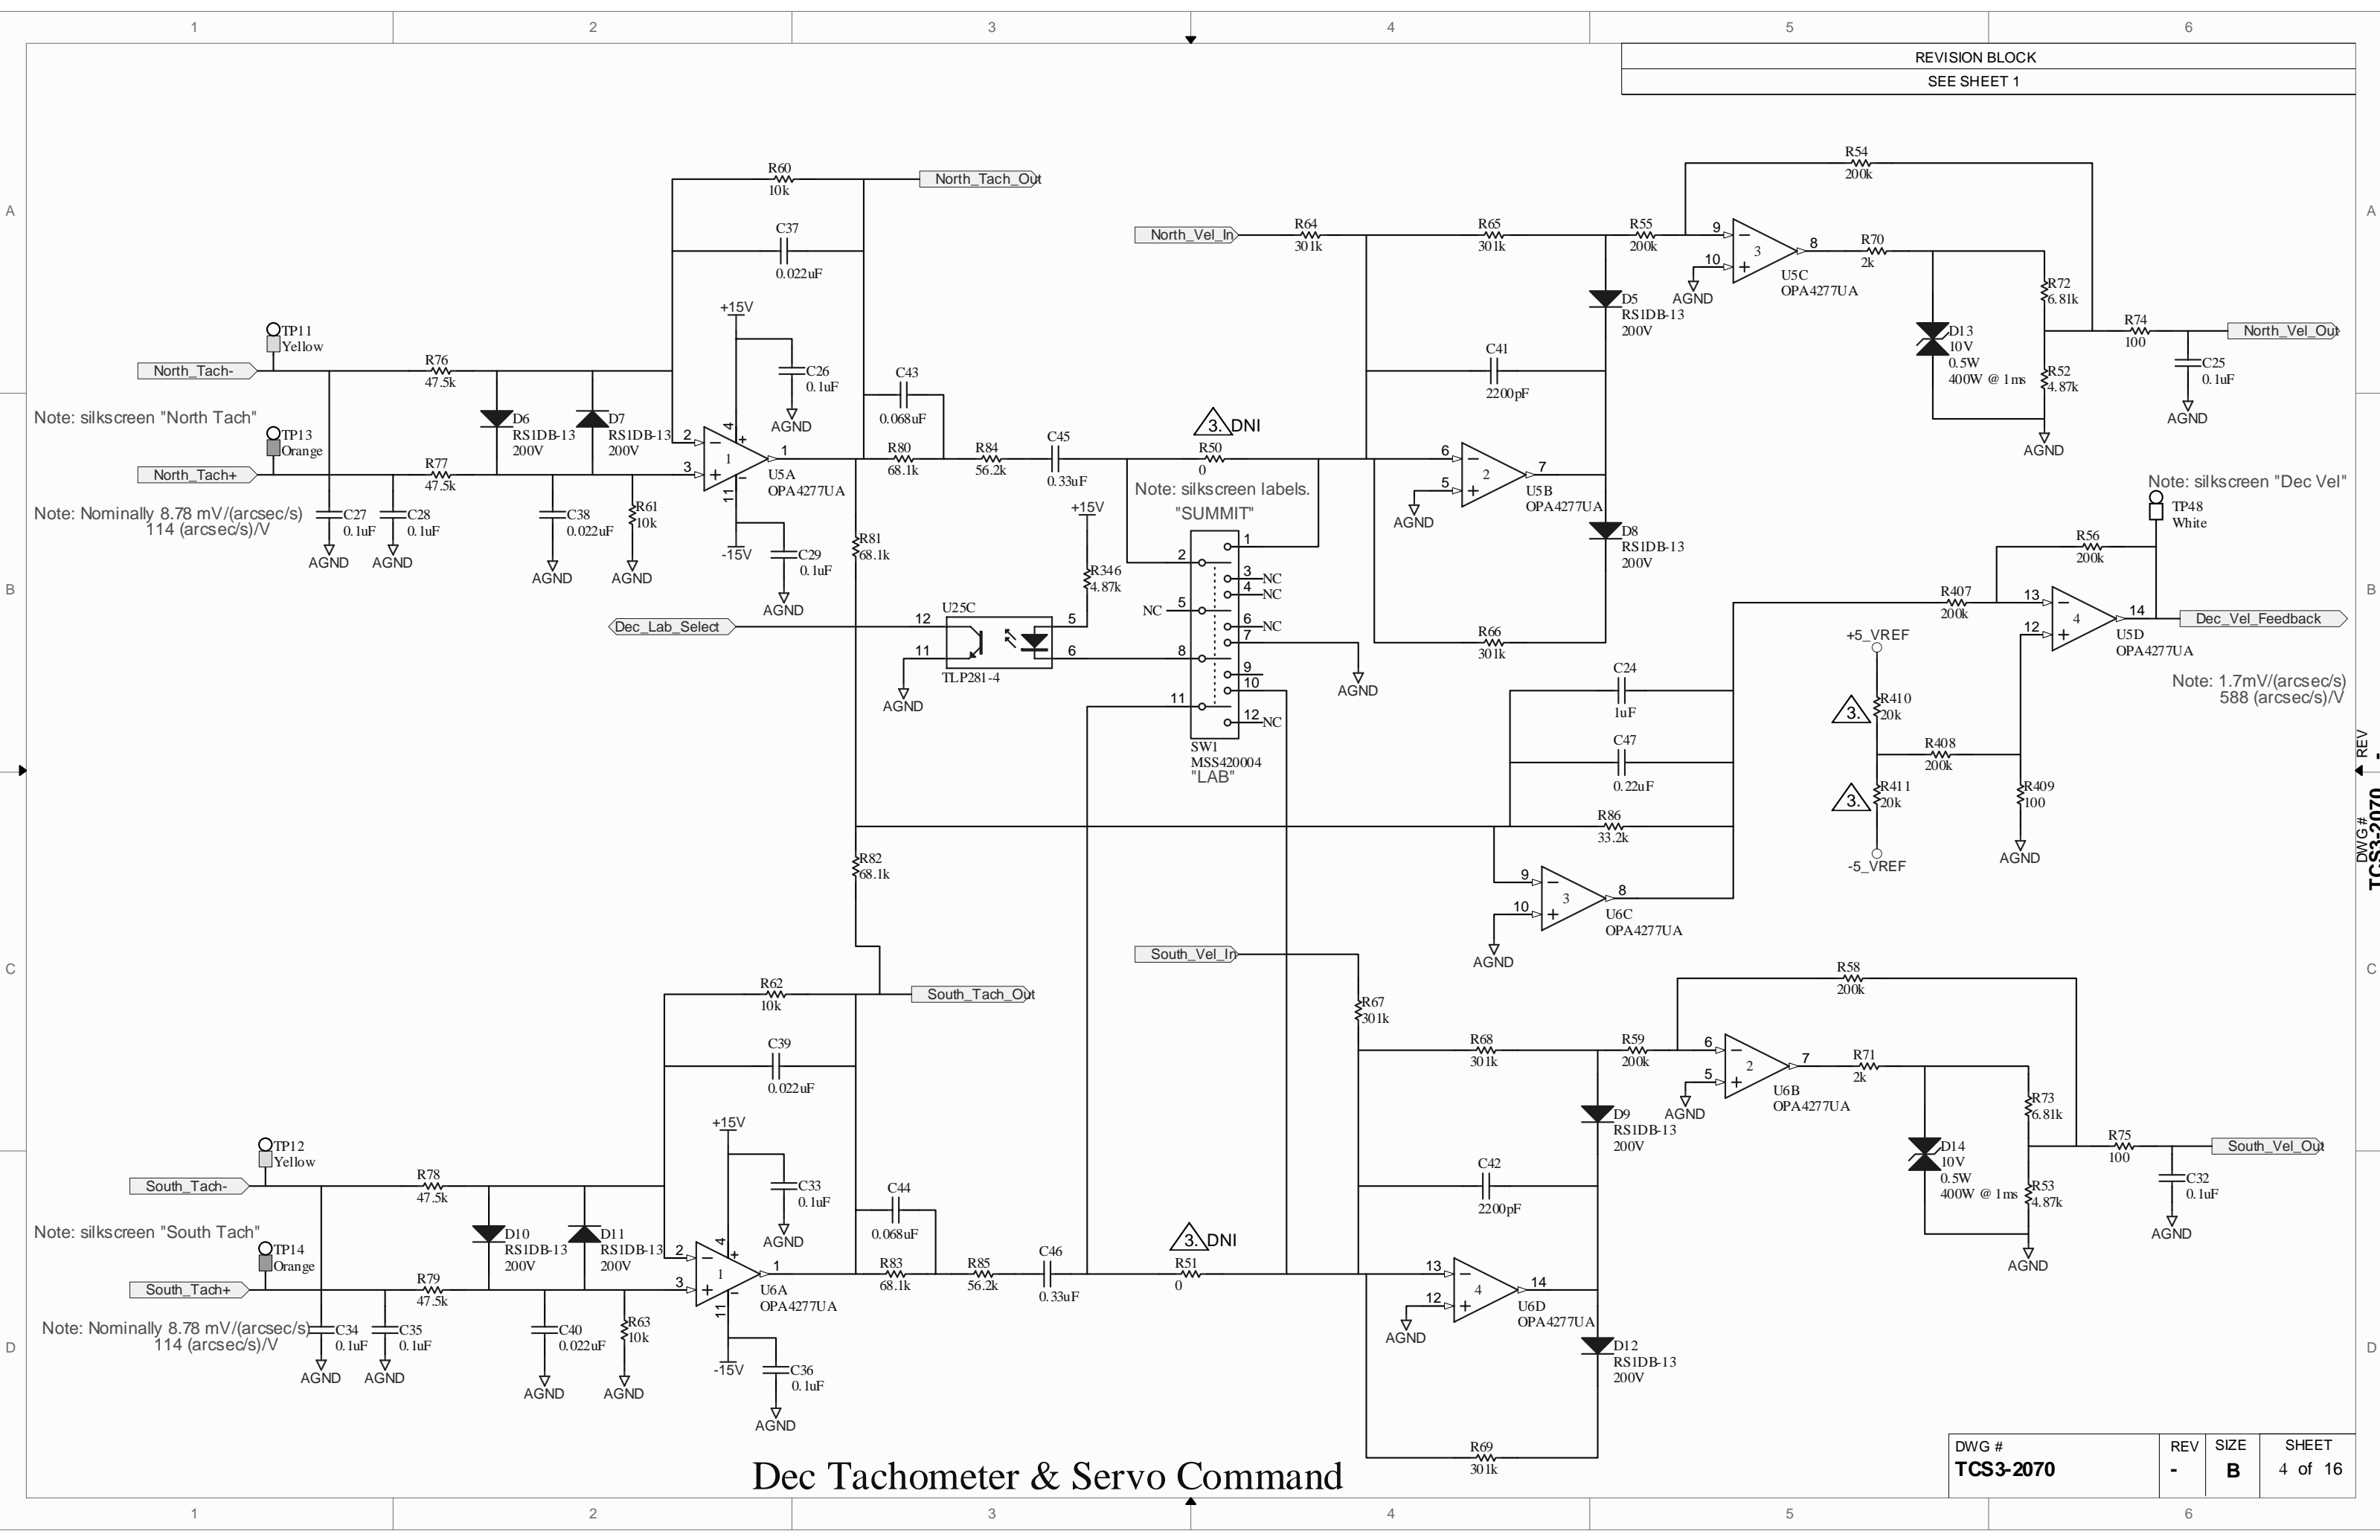 1 2 3 4 5 6
REVISION BLOCK
SEE SHEET 1
A
A
R60
10k
North_Tach_Out
C37
0.022uF
R54
200k
North_Vel_In
R64
301k
R65
301k
R55
200k
9
10
3
8
U5C
OPA4277UA
AGND
R70
2k
R72
6.81k
D5
RS1DB-13
200V
D13
10V
0.5W
400W @ 1ms
R74
100
North_Vel_Out
C25
0.1uF
AGND
R52
4.87k
AGND
+15V
TP11
Yellow
North_Tach-
R76
47.5k
C26
0.1uF
AGND
C43
0.068uF
C41
2200pF
Note: silkscreen "North Tach"
D6
RS1DB-13
200V
D7
RS1DB-13
200V
TP13
Orange
North_Tach+
R77
47.5k
2
3
4
+
1
11
1
U5A
OPA4277UA
R80
68.1k
R84
56.2k
C45
0.33uF
3. DNI
R50
0
6
5
2
7
U5B
OPA4277UA
AGND
Note: Nominally 8.78 mV/(arcsec/s)
114 (arcsec/s)/V
C27
0.1uF
AGND
C28
0.1uF
AGND
C38
0.022uF
AGND
R61
10k
AGND
-15V
C29
0.1uF
AGND
R81
68.1k
Note: silkscreen labels.
"SUMMIT"
+15V
R346
4.87k
D8
RS1DB-13
200V
Note: silkscreen "Dec Vel"
TP48
White
R56
200k
B
B
Dec_Lab_Select
U25C
12
11
5
6
TLP281-4
AGND
1
2
3 NC
4 NC
NC 5
6 NC
7
8
9
10
11
12 NC
SW1
MSS420004
"LAB"
AGND
R66
301k
R407
200k
13
12
4
14
U5D
OPA4277UA
Dec_Vel_Feedback
Note: 1.7mV/(arcsec/s)
588 (arcsec/s)/V
+5_VREF
3.
R410
20k
R408
200k
3.
R411
20k
-5_VREF
R409
100
AGND
C24
1uF
C47
0.22uF
R86
33.2k
R82
68.1k
9
10
3
8
U6C
OPA4277UA
AGND
REV
-
DWG #
TCS3-2070
C
C
South_Vel_In
R62
10k
South_Tach_Out
C39
0.022uF
R67
301k
R68
301k
R59
200k
R58
200k
6
5
2
7
U6B
OPA4277UA
AGND
R71
2k
R73
6.81k
D9
RS1DB-13
200V
D14
10V
0.5W
400W @ 1ms
R75
100
South_Vel_Out
C32
0.1uF
AGND
R53
4.87k
AGND
+15V
TP12
Yellow
South_Tach-
R78
47.5k
C33
0.1uF
AGND
C44
0.068uF
C42
2200pF
Note: silkscreen "South Tach"
D10
RS1DB-13
200V
D11
RS1DB-13
200V
TP14
Orange
South_Tach+
R79
47.5k
2
3
4
+
1
11
1
U6A
OPA4277UA
R83
68.1k
R85
56.2k
C46
0.33uF
3. DNI
R51
0
13
12
4
14
U6D
OPA4277UA
AGND
Note: Nominally 8.78 mV/(arcsec/s)
114 (arcsec/s)/V
C34
0.1uF
AGND
C35
0.1uF
AGND
C40
0.022uF
AGND
R63
10k
AGND
-15V
C36
0.1uF
AGND
D12
RS1DB-13
200V
R69
301k
D
D
Dec Tachometer & Servo Command
DWG # REV SIZE SHEET
TCS3-2070 - B 4 of 16
1 2 3 4 5 6